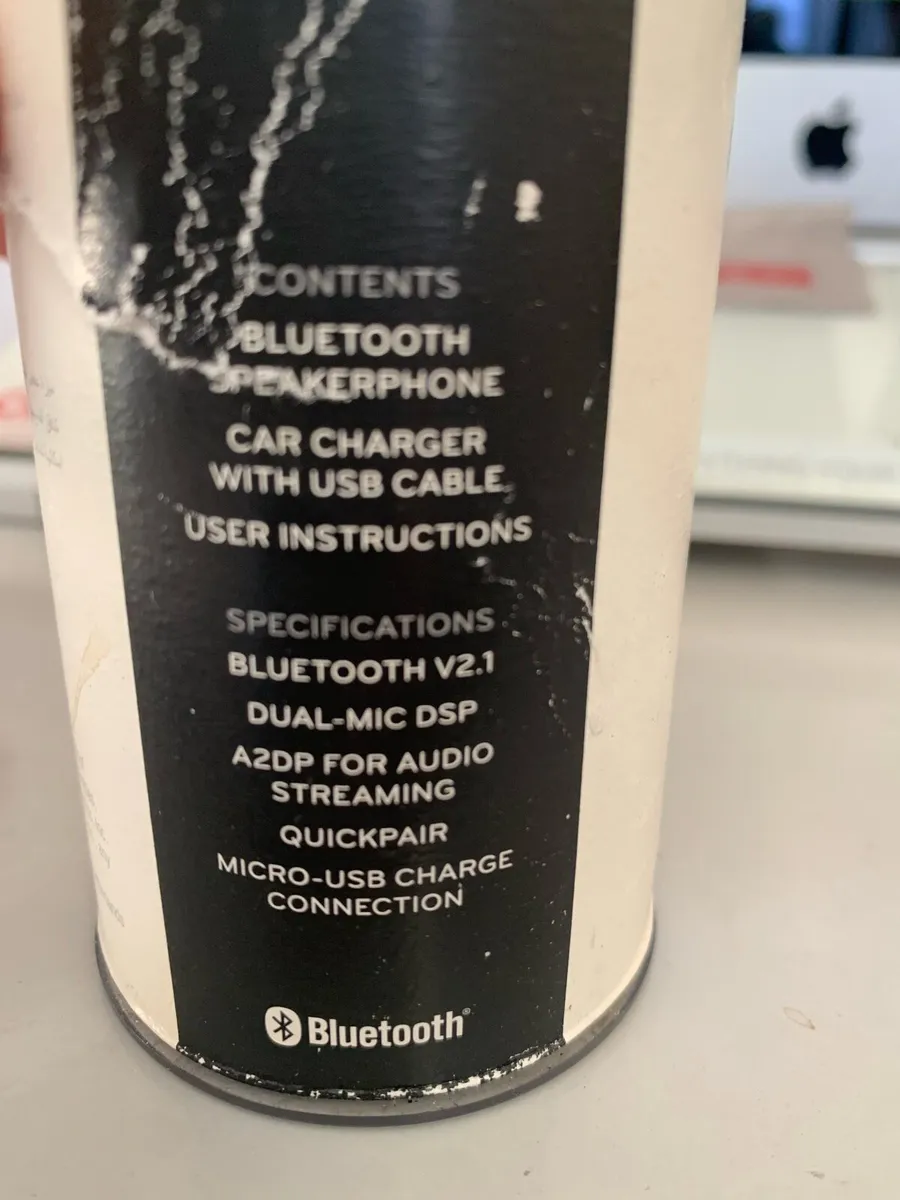 CONTENTS
BLUETOOTH
SPEAKERPHONE
CAR CHARGER
WITH USB CABLE
USER INSTRUCTIONS
SPECIFICATIONS
BLUETOOTH V2.1
DUAL-MIC DSP
A2DP FOR AUDIO
STREAMING
QUICKPAIR
MICRO-USB CHARGE
CONNECTION
Bluetooth®